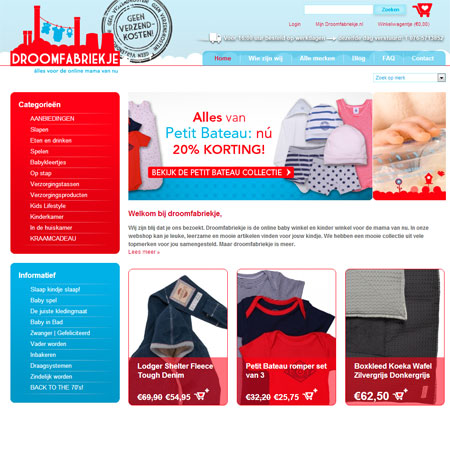 DROOMFABRIEKJE
alles voor de online mama van nu
GEEN VERZEND-KOSTEN!
Zoeken
Login
Mijn Droomfabriekje.nl
Winkelwagentje (€0,00)
Home
Wie zijn wij
Alle merken
Blog
FAQ
Contact
Zoek op merk
Categorieën
AANBIEDINGEN
Slapen
Eten en drinken
Spelen
Babykleertjes
Op stap
Verzorgingstassen
Verzorgingsproducten
Kids Lifestyle
Kinderkamer
In de huiskamer
KRAAMCADEAU
Alles van
Petit Bateau: nú
20% KORTING!
BEKIJK DE PETIT BATEAU COLLECTIE
Welkom bij droomfabriekje,
Wij zijn blij dat je ons bezoekt. Droomfabriekje is de online baby winkel en kinder winkel voor de mama van nu. In onze
webshop kan je leuke, leerzame en mooie artikelen vinden voor jouw kindje. We hebben een mooie collectie uit vele
topmerken voor jou samengesteld. Maar droomfabriekje is meer.
Lees meer »
Informatief
Slaap kindje slaap!
Baby spel
De juiste kledingmaat
Baby in Bad
Zwanger | Gefeliciteerd
Vader worden
Inbakeren
Draagsystemen
Zindelijk worden
BACK TO THE 70's!
Lodger Shelter Fleece
Tough Denim
€69,90 €54,95
Petit Bateau romper set
van 3
€32,20 €25,75
Boxkleed Koeka Wafel
Zilvergrijs Donkergrijs
€62,50